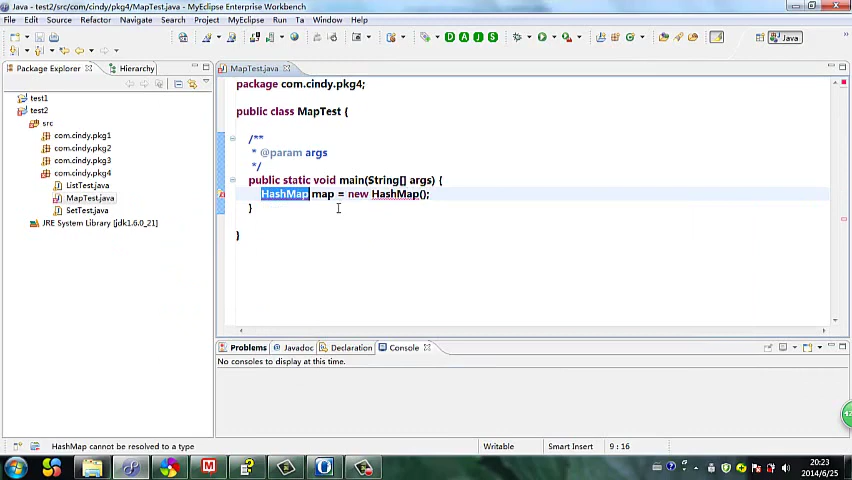 Java - test2/src/com/cindy/pkg4/MapTest.java - MyEclipse Enterprise Workbench
File Edit Source Refactor Navigate Search Project MyEclipse Run Ta Window Help
Java
Package Explorer Hierarchy
MapTest.java
test1
test2
src
com.cindy.pkg1
com.cindy.pkg2
com.cindy.pkg3
com.cindy.pkg4
ListTest.java
MapTest.java
SetTest.java
JRE System Library [jdk1.6.0_21]
package com.cindy.pkg4;
public class MapTest {
/**
* @param args
*/
public static void main(String[] args) {
HashMap map = new HashMap();
}
}
Problems Javadoc Declaration Console
No consoles to display at this time.
HashMap cannot be resolved to a type
Writable
Smart Insert
9 : 16
20:23
2014/6/25